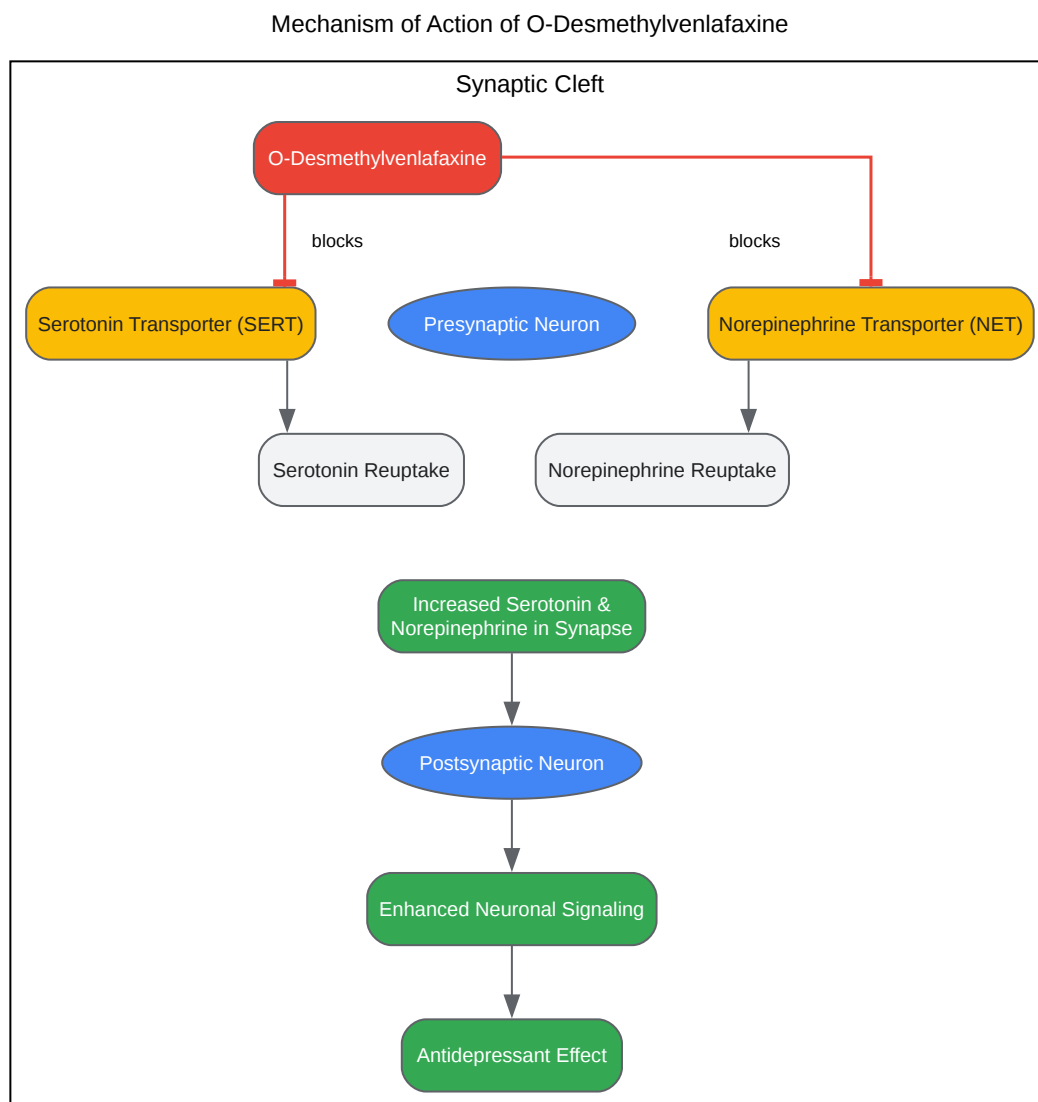 Mechanism of Action of O-Desmethylvenlafaxine
Synaptic Cleft
O-Desmethylvenlafaxine
blocks
blocks
Serotonin Transporter (SERT)
Presynaptic Neuron
Norepinephrine Transporter (NET)
Serotonin Reuptake
Norepinephrine Reuptake
Increased Serotonin &
Norepinephrine in Synapse
Postsynaptic Neuron
Enhanced Neuronal Signaling
Antidepressant Effect